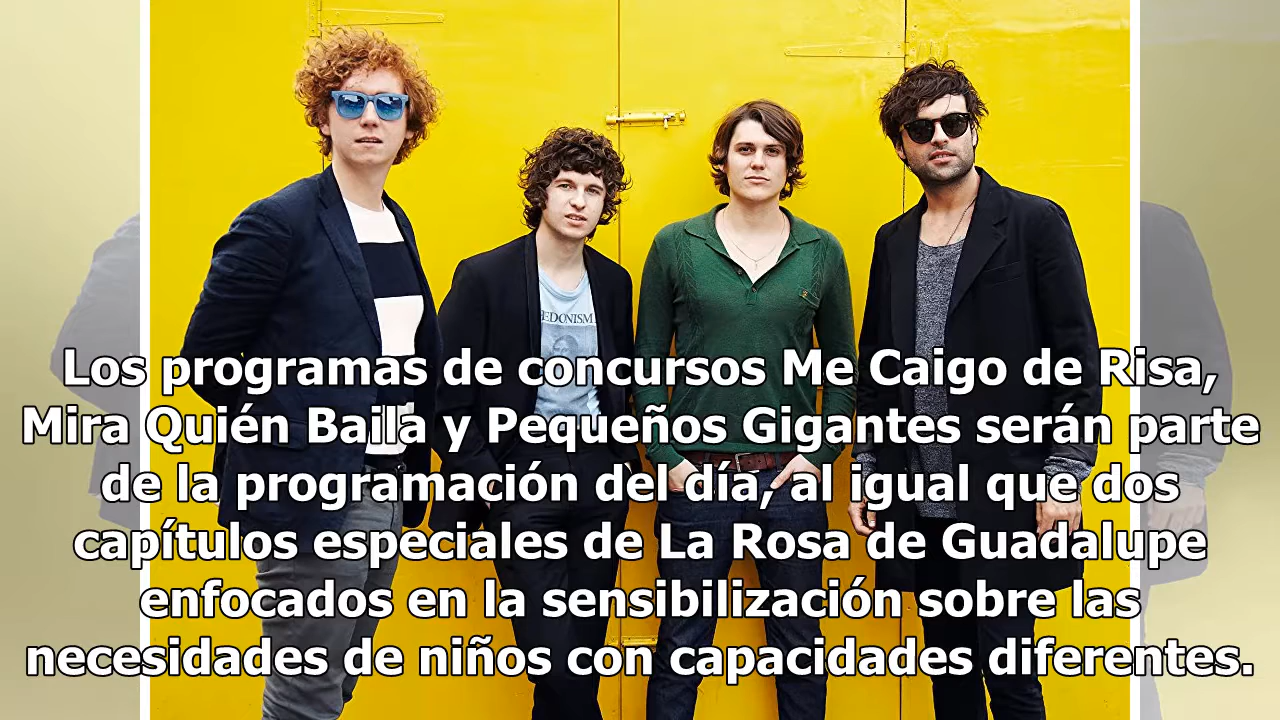 HEDONISM
Los programas de concursos Me Caigo de Risa,
Mira Quién Baila y Pequeños Gigantes serán parte
de la programación del día, al igual que dos
capítulos especiales de La Rosa de Guadalupe
enfocados en la sensibilización sobre las
necesidades de niños con capacidades diferentes.